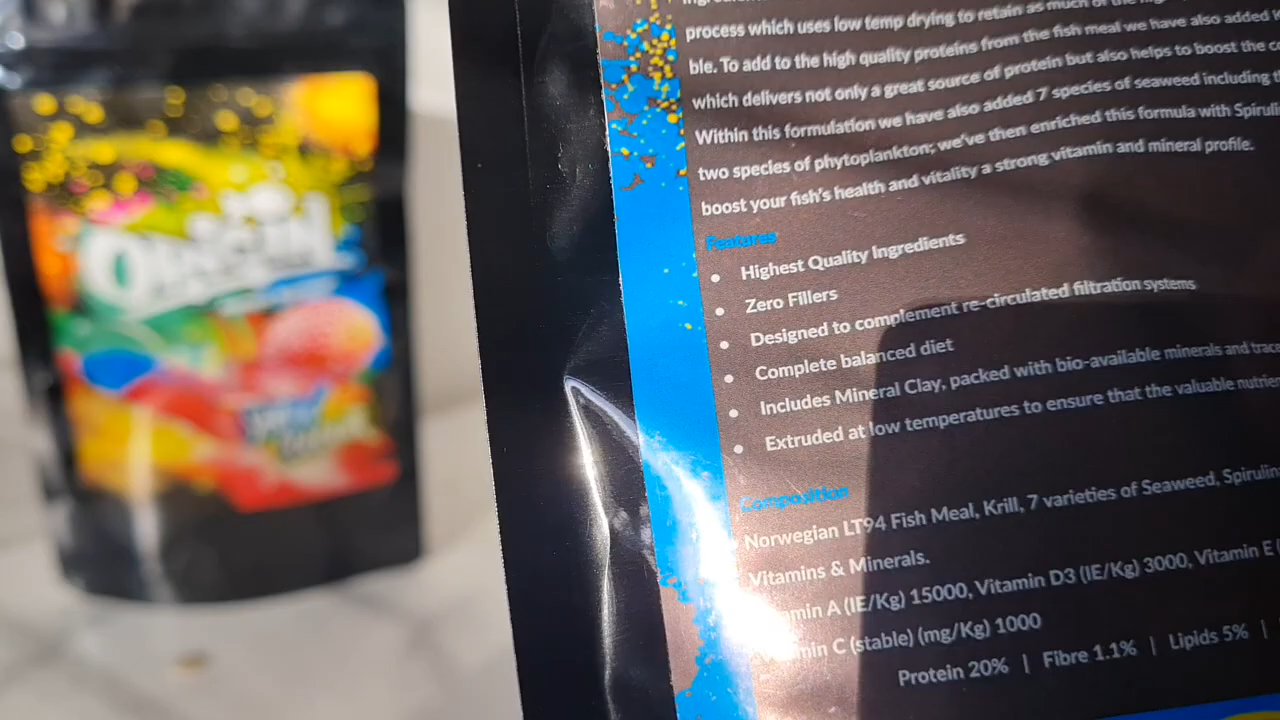 process which uses low temp drying to retain as much of the
ble. To add to the high quality proteins from the fish meal we have also added
which delivers not only a great source of protein but also helps to boost the
Within this formulation we have also added 7 species of seaweed including
two species of phytoplankton; we've then enriched this formula with
boost your fish's health and vitality a strong vitamin and mineral profile.
Features
Highest Quality Ingredients
Zero Fillers
Designed to complement re-circulated filtration systems
Complete balanced diet
Includes Mineral Clay, packed with bio-available minerals and
Extruded at low temperatures to ensure that the valuable
Composition
Norwegian LT94 Fish Meal, Krill, 7 varieties of Seaweed,
Vitamins & Minerals.
A (IE/Kg) 15000, Vitamin D3 (IE/Kg) 3000, Vitamin E
C (stable) (mg/Kg) 1000
Protein 20% | Fibre 1.1% | Lipids 5% |